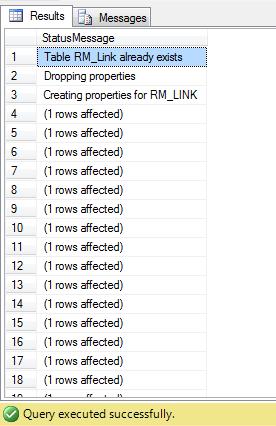 Results Messages
StatusMessage
1 Table RM_Link already exists
2 Dropping properties
3 Creating properties for RM_LINK
4 (1 rows affected)
5 (1 rows affected)
6 (1 rows affected)
7 (1 rows affected)
8 (1 rows affected)
9 (1 rows affected)
10 (1 rows affected)
11 (1 rows affected)
12 (1 rows affected)
13 (1 rows affected)
14 (1 rows affected)
15 (1 rows affected)
16 (1 rows affected)
17 (1 rows affected)
18 (1 rows affected)
Query executed successfully.